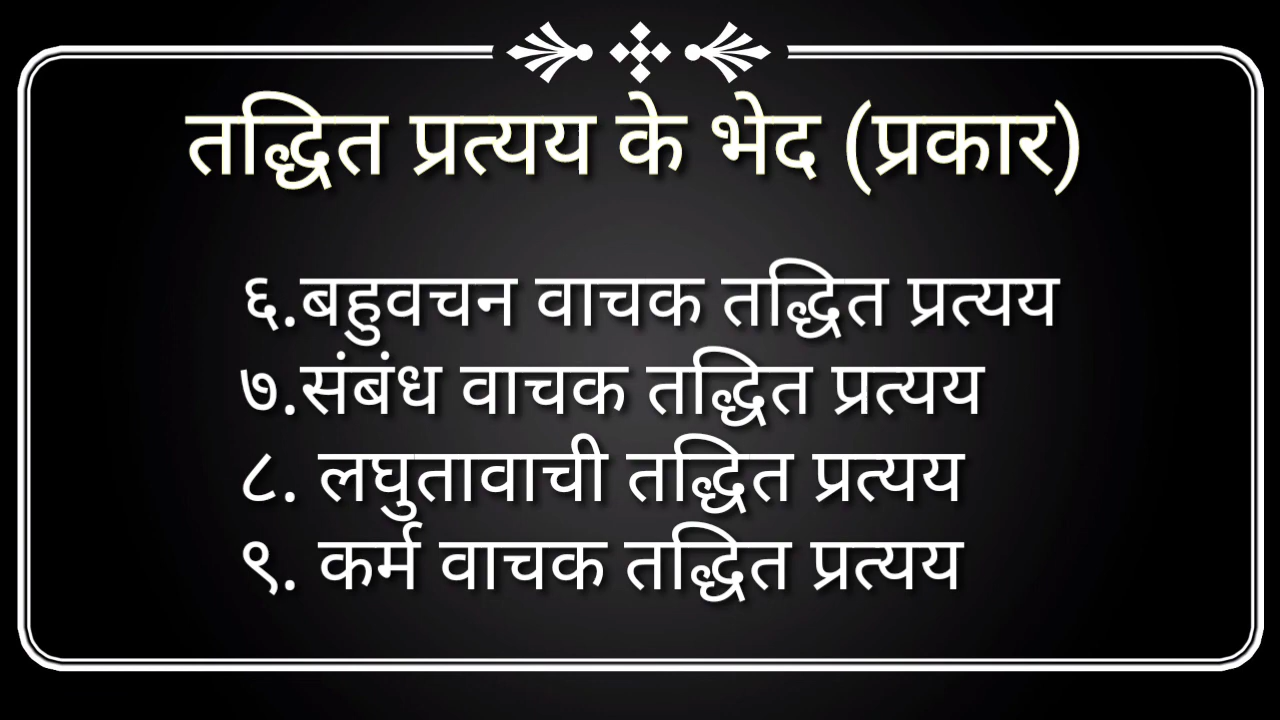 तद्धित प्रत्यय के भेद (प्रकार)
६.बहुवचन वाचक तद्धित प्रत्यय
७.संबंध वाचक तद्धित प्रत्यय
८. लघुतावाची तद्धित प्रत्यय
९. कर्म वाचक तद्धित प्रत्यय